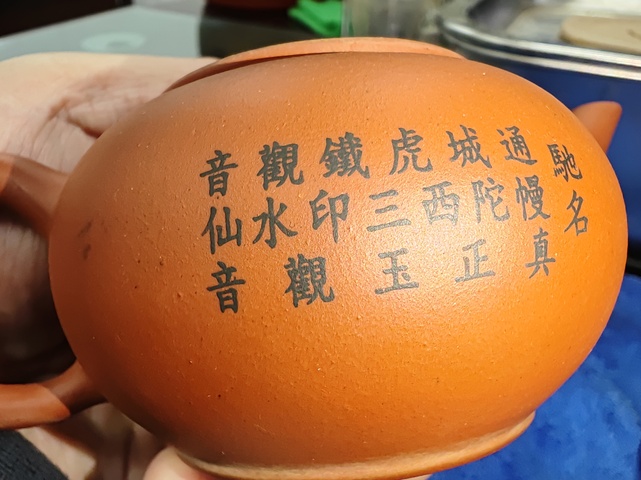 馳名
通城虎鐵觀音
幔陀西三印水仙
真正玉觀音